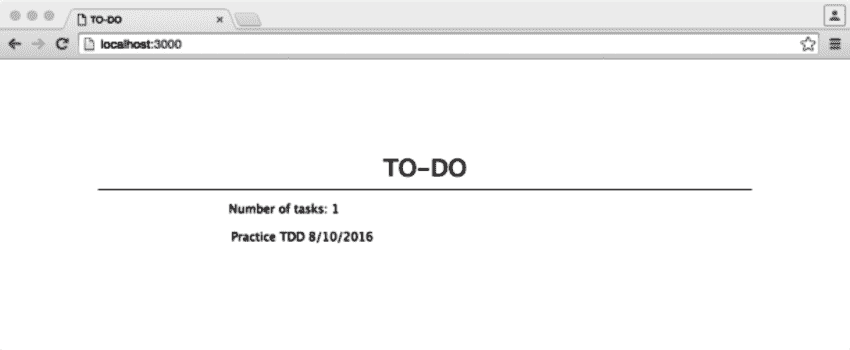 TO-DO
localhost:3000
TO-DO
Number of tasks: 1
Practice TDD 8/10/2016